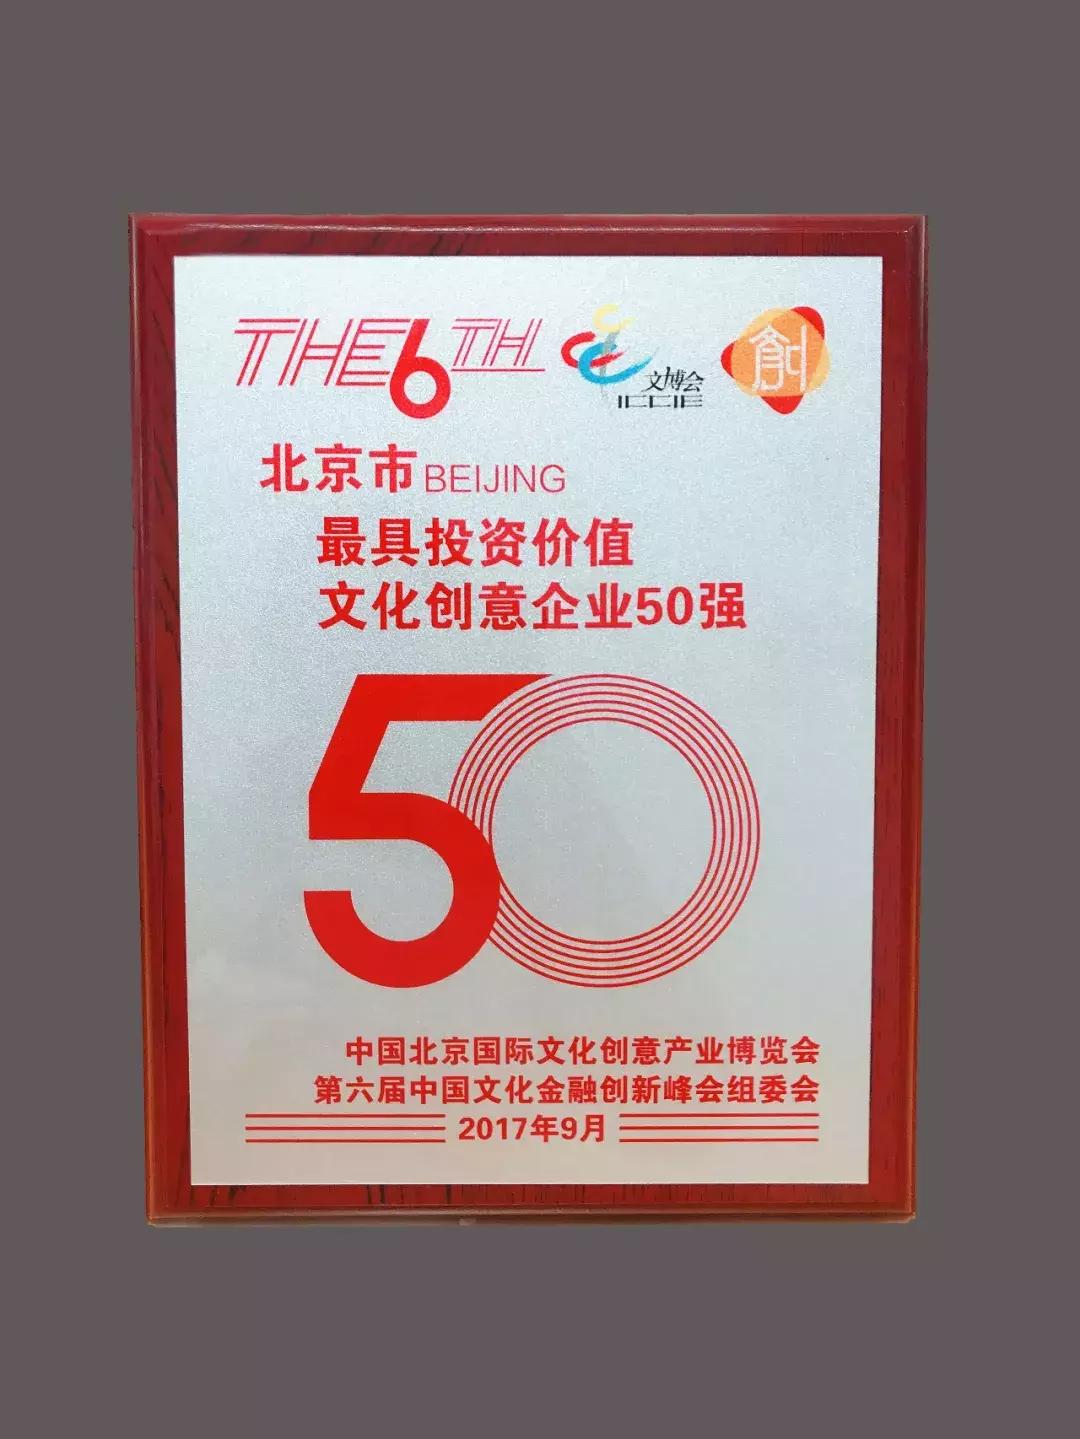 THE 6TH
文博会
ICCIE
創
北京市 BEIJING
最具投资价值
文化创意企业50强
50
中国北京国际文化创意产业博览会
第六届中国文化金融创新峰会组委会
2017年9月